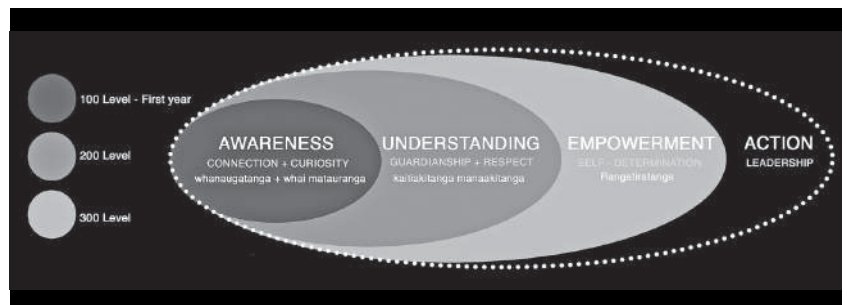 100 Level - First year
200 Level
300 Level
AWARENESS
CONNECTION + CURIOSITY
whanaugatanga + whai matauranga
UNDERSTANDING
GUARDIANSHIP + RESPECT
kaitiakitanga manaakitanga
EMPOWERMENT
SELF - DETERMINATION
Rangatiratanga
ACTION
LEADERSHIP